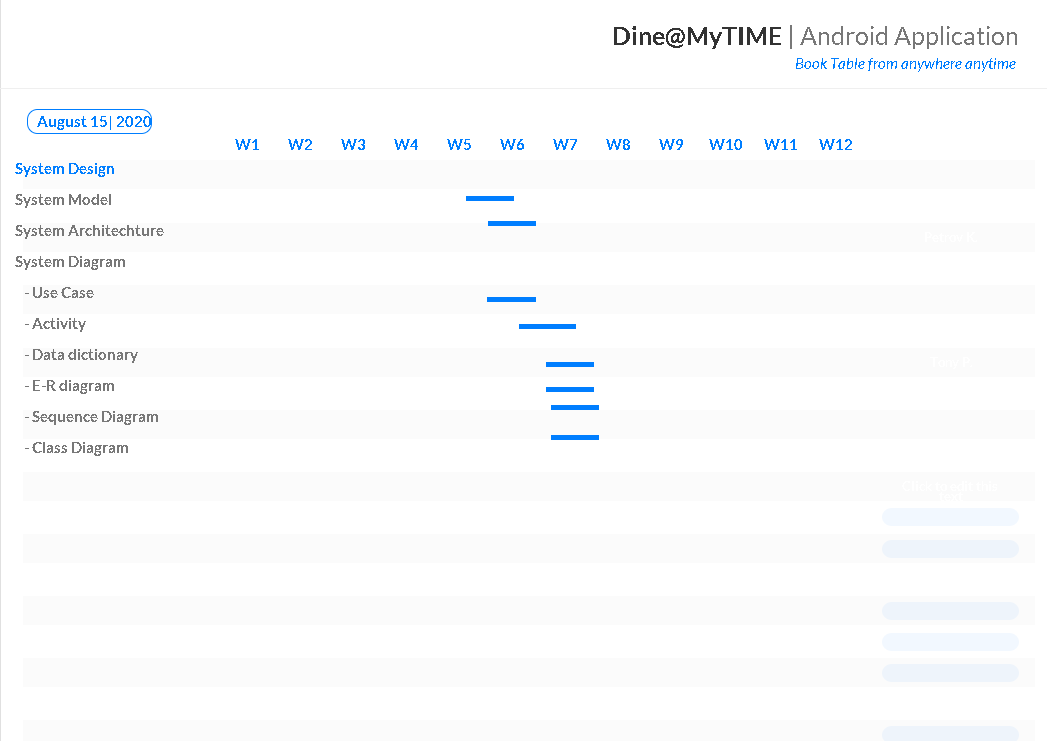 Dine@MyTIME | Android Application
Book Table from anywhere anytime
August 15| 2020
W1 W2 W3 W4 W5 W6 W7 W8 W9 W10 W11 W12
System Design
System Model
System Architechture
System Diagram
- Use Case
- Activity
- Data dictionary
- E-R diagram
- Sequence Diagram
- Class Diagram